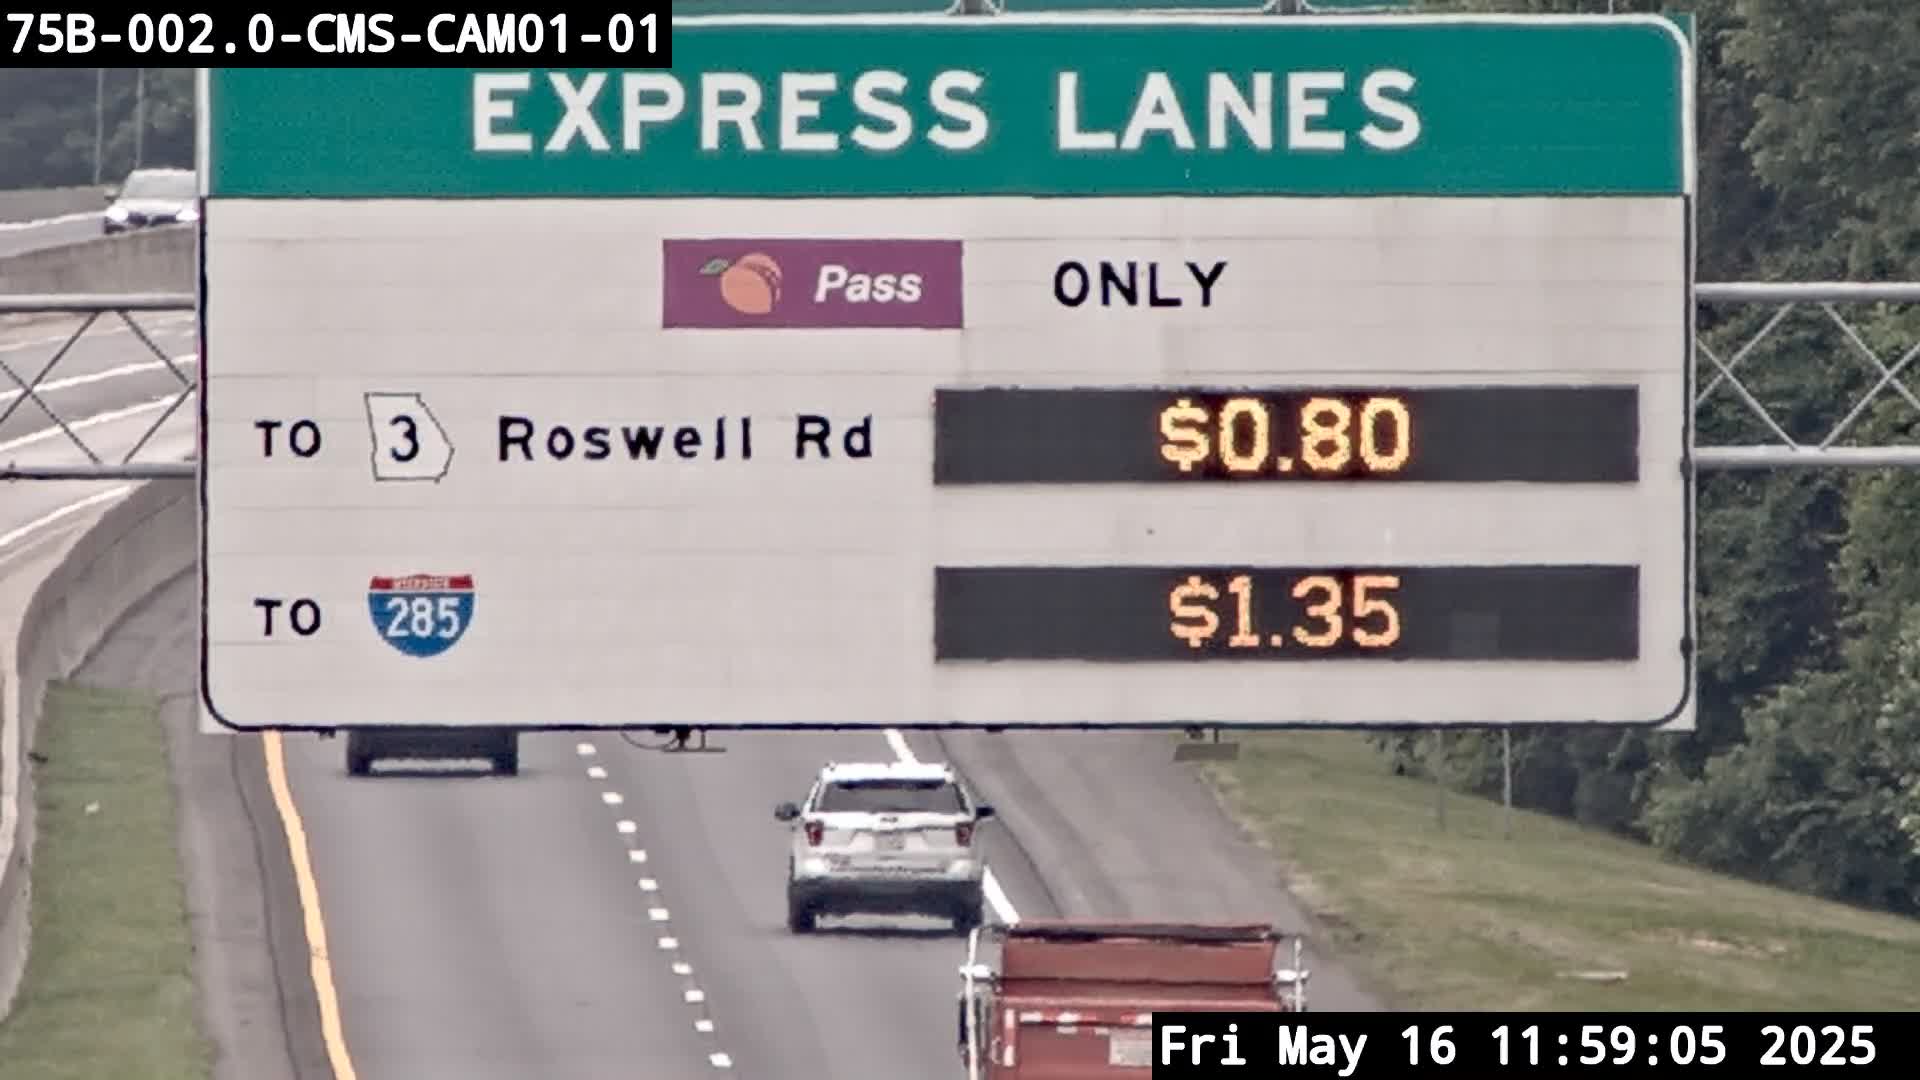 75B-002.0-CMS-CAM01-01
EXPRESS LANES
Pass ONLY
TO 3 Roswell Rd $0.80
INTERSTATE
TO 285 $1.35
Fri May 16 11:59:05 2025